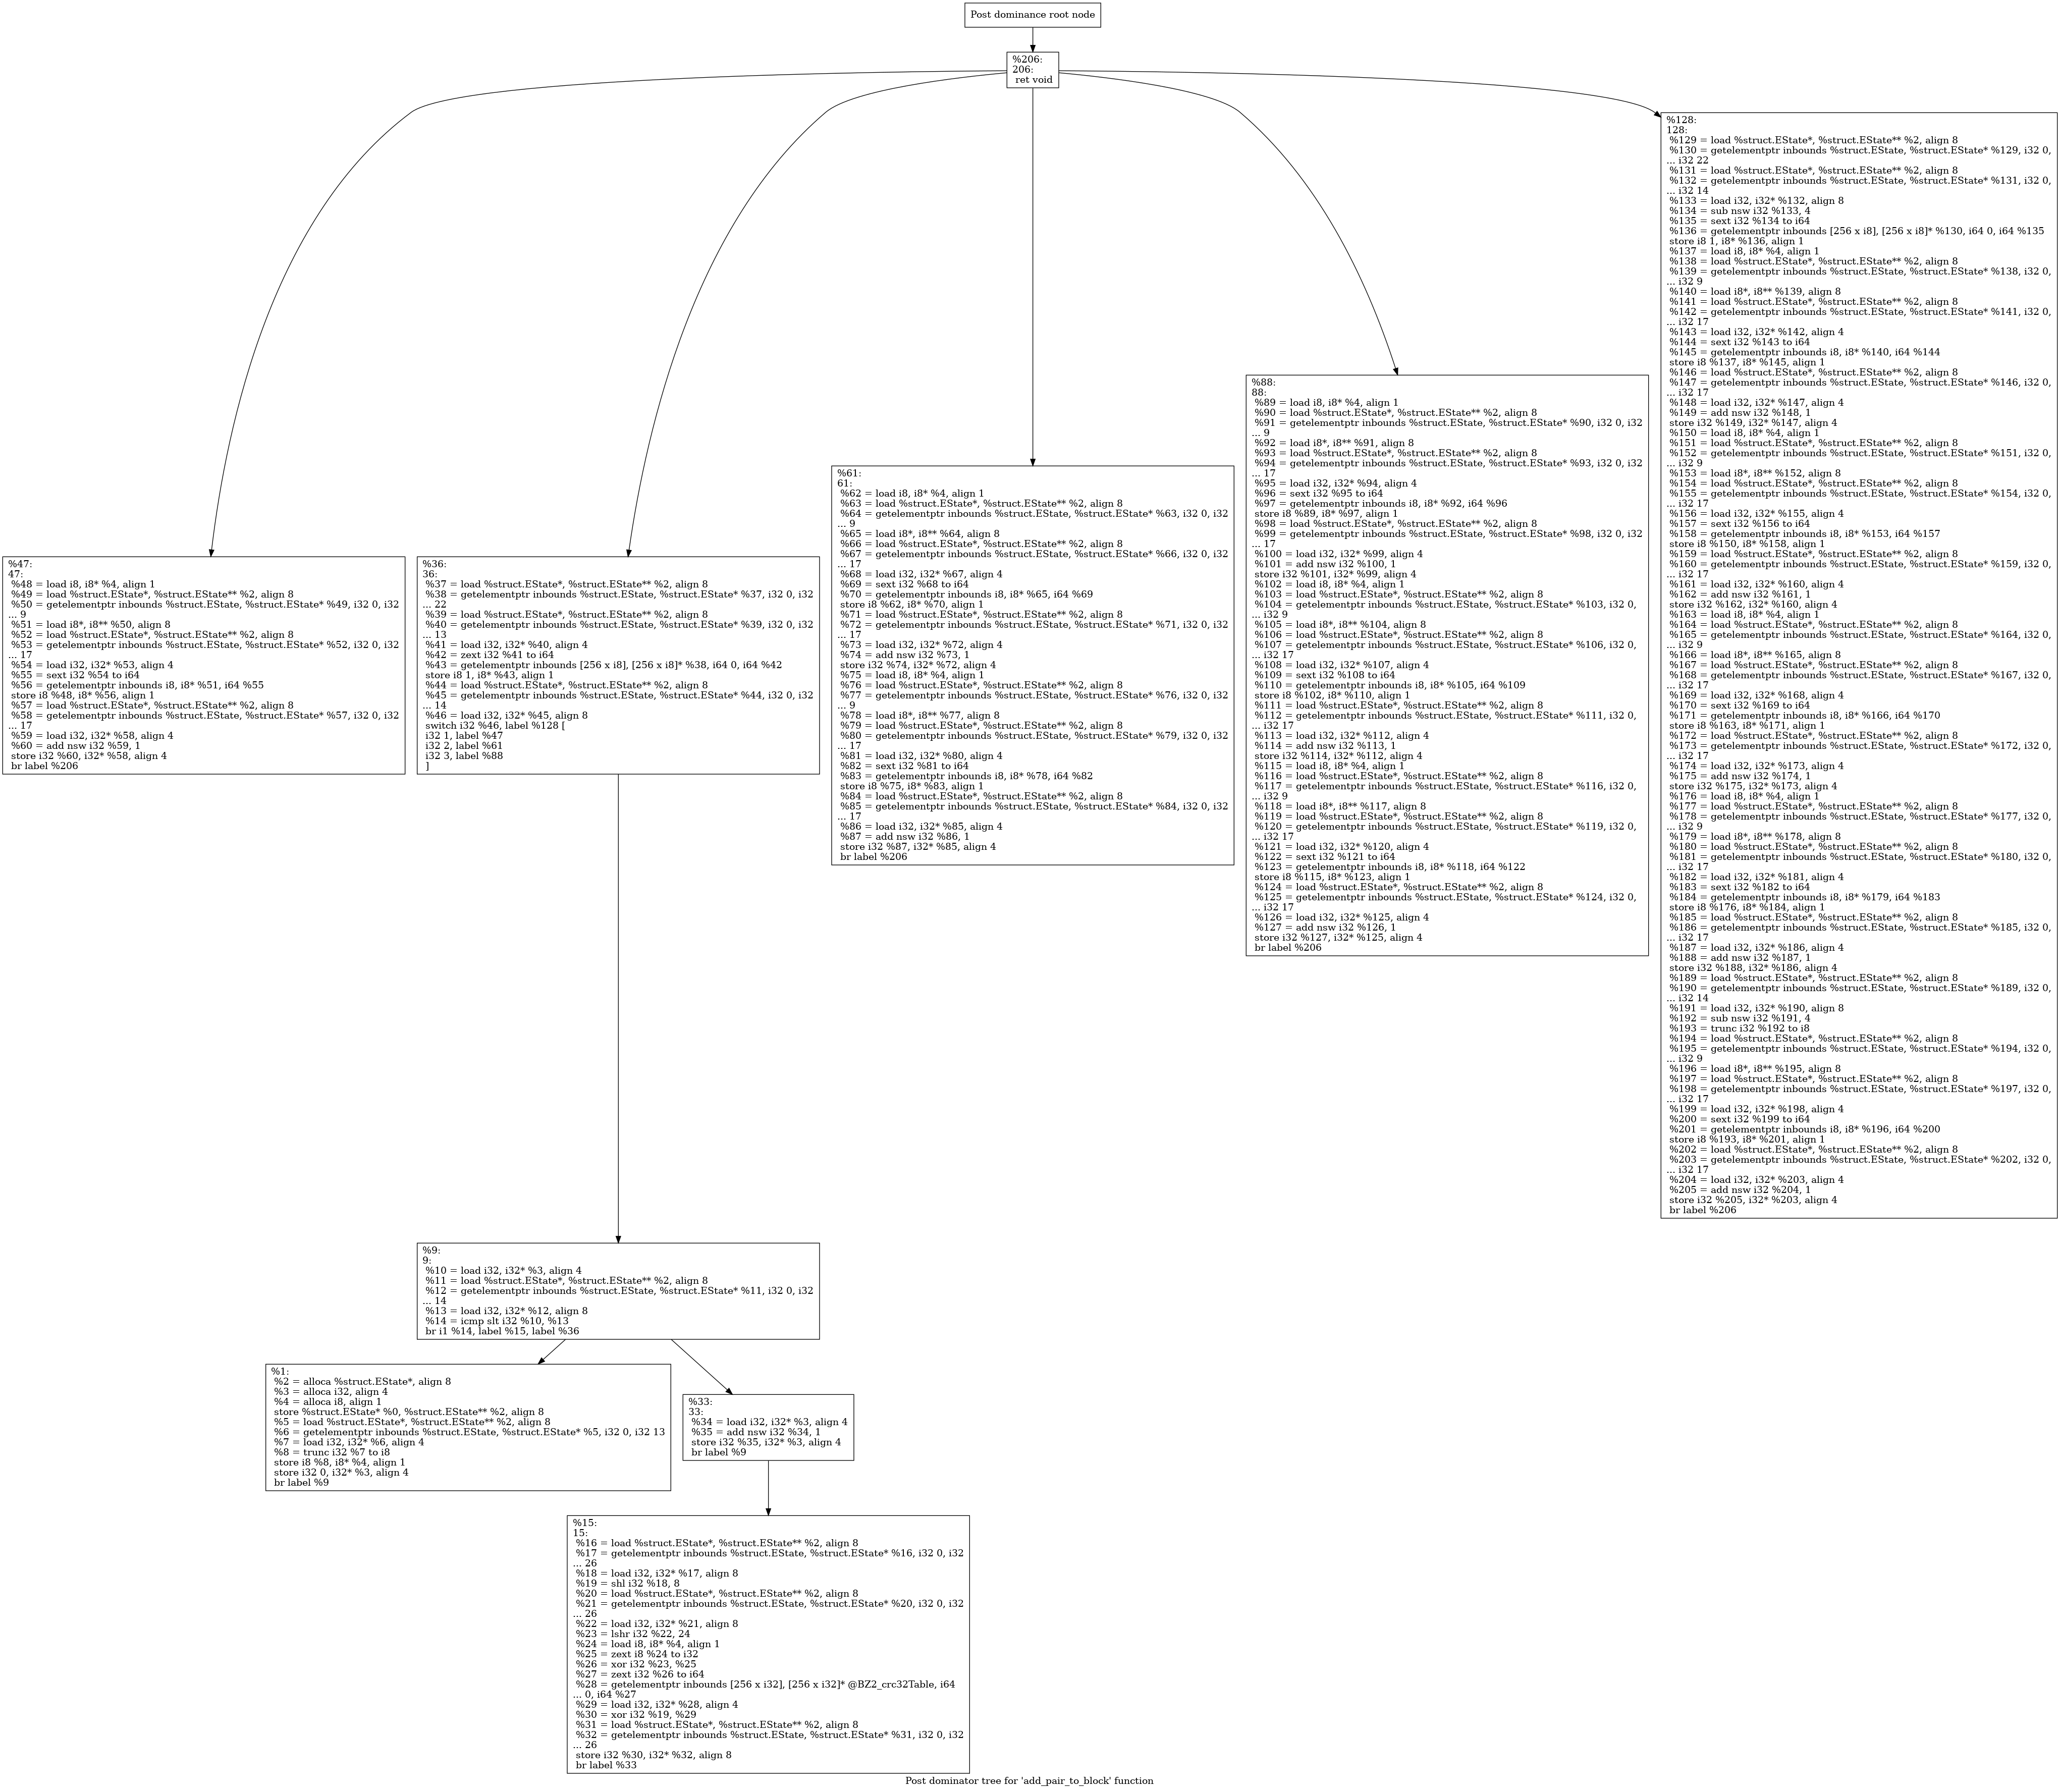 Post dominance root node
%206:
206:
ret void
%47:
47:
%48 = load i8, i8* %4, align 1
%49 = load %struct.EState*, %struct.EState** %2, align 8
%50 = getelementptr inbounds %struct.EState, %struct.EState* %49, i32 0, i32
... 9
%51 = load i8*, i8** %50, align 8
%52 = load %struct.EState*, %struct.EState** %2, align 8
%53 = getelementptr inbounds %struct.EState, %struct.EState* %52, i32 0, i32
... 17
%54 = load i32, i32* %53, align 4
%55 = sext i32 %54 to i64
%56 = getelementptr inbounds i8, i8* %51, i64 %55
store i8 %48, i8* %56, align 1
%57 = load %struct.EState*, %struct.EState** %2, align 8
%58 = getelementptr inbounds %struct.EState, %struct.EState* %57, i32 0, i32
... 17
%59 = load i32, i32* %58, align 4
%60 = add nsw i32 %59, 1
store i32 %60, i32* %58, align 4
br label %206
%36:
36:
%37 = load %struct.EState*, %struct.EState** %2, align 8
%38 = getelementptr inbounds %struct.EState, %struct.EState* %37, i32 0, i32
... 22
%39 = load %struct.EState*, %struct.EState** %2, align 8
%40 = getelementptr inbounds %struct.EState, %struct.EState* %39, i32 0, i32
... 13
%41 = load i32, i32* %40, align 4
%42 = zext i32 %41 to i64
%43 = getelementptr inbounds [256 x i8], [256 x i8]* %38, i64 0, i64 %42
store i8 1, i8* %43, align 1
%44 = load %struct.EState*, %struct.EState** %2, align 8
%45 = getelementptr inbounds %struct.EState, %struct.EState* %44, i32 0, i32
... 14
%46 = load i32, i32* %45, align 8
switch i32 %46, label %128 [
i32 1, label %47
i32 2, label %61
i32 3, label %88
]
%61:
61:
%62 = load i8, i8* %4, align 1
%63 = load %struct.EState*, %struct.EState** %2, align 8
%64 = getelementptr inbounds %struct.EState, %struct.EState* %63, i32 0, i32
... 9
%65 = load i8*, i8** %64, align 8
%66 = load %struct.EState*, %struct.EState** %2, align 8
%67 = getelementptr inbounds %struct.EState, %struct.EState* %66, i32 0, i32
... 17
%68 = load i32, i32* %67, align 4
%69 = sext i32 %68 to i64
%70 = getelementptr inbounds i8, i8* %65, i64 %69
store i8 %62, i8* %70, align 1
%71 = load %struct.EState*, %struct.EState** %2, align 8
%72 = getelementptr inbounds %struct.EState, %struct.EState* %71, i32 0, i32
... 17
%73 = load i32, i32* %72, align 4
%74 = add nsw i32 %73, 1
store i32 %74, i32* %72, align 4
%75 = load i8, i8* %4, align 1
%76 = load %struct.EState*, %struct.EState** %2, align 8
%77 = getelementptr inbounds %struct.EState, %struct.EState* %76, i32 0, i32
... 9
%78 = load i8*, i8** %77, align 8
%79 = load %struct.EState*, %struct.EState** %2, align 8
%80 = getelementptr inbounds %struct.EState, %struct.EState* %79, i32 0, i32
... 17
%81 = load i32, i32* %80, align 4
%82 = sext i32 %81 to i64
%83 = getelementptr inbounds i8, i8* %78, i64 %82
store i8 %75, i8* %83, align 1
%84 = load %struct.EState*, %struct.EState** %2, align 8
%85 = getelementptr inbounds %struct.EState, %struct.EState* %84, i32 0, i32
... 17
%86 = load i32, i32* %85, align 4
%87 = add nsw i32 %86, 1
store i32 %87, i32* %85, align 4
br label %206
%88:
88:
%89 = load i8, i8* %4, align 1
%90 = load %struct.EState*, %struct.EState** %2, align 8
%91 = getelementptr inbounds %struct.EState, %struct.EState* %90, i32 0, i32
... 9
%92 = load i8*, i8** %91, align 8
%93 = load %struct.EState*, %struct.EState** %2, align 8
%94 = getelementptr inbounds %struct.EState, %struct.EState* %93, i32 0, i32
... 17
%95 = load i32, i32* %94, align 4
%96 = sext i32 %95 to i64
%97 = getelementptr inbounds i8, i8* %92, i64 %96
store i8 %89, i8* %97, align 1
%98 = load %struct.EState*, %struct.EState** %2, align 8
%99 = getelementptr inbounds %struct.EState, %struct.EState* %98, i32 0, i32
... 17
%100 = load i32, i32* %99, align 4
%101 = add nsw i32 %100, 1
store i32 %101, i32* %99, align 4
%102 = load i8, i8* %4, align 1
%103 = load %struct.EState*, %struct.EState** %2, align 8
%104 = getelementptr inbounds %struct.EState, %struct.EState* %103, i32 0,
... i32 9
%105 = load i8*, i8** %104, align 8
%106 = load %struct.EState*, %struct.EState** %2, align 8
%107 = getelementptr inbounds %struct.EState, %struct.EState* %106, i32 0,
... i32 17
%108 = load i32, i32* %107, align 4
%109 = sext i32 %108 to i64
%110 = getelementptr inbounds i8, i8* %105, i64 %109
store i8 %102, i8* %110, align 1
%111 = load %struct.EState*, %struct.EState** %2, align 8
%112 = getelementptr inbounds %struct.EState, %struct.EState* %111, i32 0,
... i32 17
%113 = load i32, i32* %112, align 4
%114 = add nsw i32 %113, 1
store i32 %114, i32* %112, align 4
%115 = load i8, i8* %4, align 1
%116 = load %struct.EState*, %struct.EState** %2, align 8
%117 = getelementptr inbounds %struct.EState, %struct.EState* %116, i32 0,
... i32 9
%118 = load i8*, i8** %117, align 8
%119 = load %struct.EState*, %struct.EState** %2, align 8
%120 = getelementptr inbounds %struct.EState, %struct.EState* %119, i32 0,
... i32 17
%121 = load i32, i32* %120, align 4
%122 = sext i32 %121 to i64
%123 = getelementptr inbounds i8, i8* %118, i64 %122
store i8 %115, i8* %123, align 1
%124 = load %struct.EState*, %struct.EState** %2, align 8
%125 = getelementptr inbounds %struct.EState, %struct.EState* %124, i32 0,
... i32 17
%126 = load i32, i32* %125, align 4
%127 = add nsw i32 %126, 1
store i32 %127, i32* %125, align 4
br label %206
%128:
128:
%129 = load %struct.EState*, %struct.EState** %2, align 8
%130 = getelementptr inbounds %struct.EState, %struct.EState* %129, i32 0,
... i32 22
%131 = load %struct.EState*, %struct.EState** %2, align 8
%132 = getelementptr inbounds %struct.EState, %struct.EState* %131, i32 0,
... i32 14
%133 = load i32, i32* %132, align 8
%134 = sub nsw i32 %133, 4
%135 = sext i32 %134 to i64
%136 = getelementptr inbounds [256 x i8], [256 x i8]* %130, i64 0, i64 %135
store i8 1, i8* %136, align 1
%137 = load i8, i8* %4, align 1
%138 = load %struct.EState*, %struct.EState** %2, align 8
%139 = getelementptr inbounds %struct.EState, %struct.EState* %138, i32 0,
... i32 9
%140 = load i8*, i8** %139, align 8
%141 = load %struct.EState*, %struct.EState** %2, align 8
%142 = getelementptr inbounds %struct.EState, %struct.EState* %141, i32 0,
... i32 17
%143 = load i32, i32* %142, align 4
%144 = sext i32 %143 to i64
%145 = getelementptr inbounds i8, i8* %140, i64 %144
store i8 %137, i8* %145, align 1
%146 = load %struct.EState*, %struct.EState** %2, align 8
%147 = getelementptr inbounds %struct.EState, %struct.EState* %146, i32 0,
... i32 17
%148 = load i32, i32* %147, align 4
%149 = add nsw i32 %148, 1
store i32 %149, i32* %147, align 4
%150 = load i8, i8* %4, align 1
%151 = load %struct.EState*, %struct.EState** %2, align 8
%152 = getelementptr inbounds %struct.EState, %struct.EState* %151, i32 0,
... i32 9
%153 = load i8*, i8** %152, align 8
%154 = load %struct.EState*, %struct.EState** %2, align 8
%155 = getelementptr inbounds %struct.EState, %struct.EState* %154, i32 0,
... i32 17
%156 = load i32, i32* %155, align 4
%157 = sext i32 %156 to i64
%158 = getelementptr inbounds i8, i8* %153, i64 %157
store i8 %150, i8* %158, align 1
%159 = load %struct.EState*, %struct.EState** %2, align 8
%160 = getelementptr inbounds %struct.EState, %struct.EState* %159, i32 0,
... i32 17
%161 = load i32, i32* %160, align 4
%162 = add nsw i32 %161, 1
store i32 %162, i32* %160, align 4
%163 = load i8, i8* %4, align 1
%164 = load %struct.EState*, %struct.EState** %2, align 8
%165 = getelementptr inbounds %struct.EState, %struct.EState* %164, i32 0,
... i32 9
%166 = load i8*, i8** %165, align 8
%167 = load %struct.EState*, %struct.EState** %2, align 8
%168 = getelementptr inbounds %struct.EState, %struct.EState* %167, i32 0,
... i32 17
%169 = load i32, i32* %168, align 4
%170 = sext i32 %169 to i64
%171 = getelementptr inbounds i8, i8* %166, i64 %170
store i8 %163, i8* %171, align 1
%172 = load %struct.EState*, %struct.EState** %2, align 8
%173 = getelementptr inbounds %struct.EState, %struct.EState* %172, i32 0,
... i32 17
%174 = load i32, i32* %173, align 4
%175 = add nsw i32 %174, 1
store i32 %175, i32* %173, align 4
%176 = load i8, i8* %4, align 1
%177 = load %struct.EState*, %struct.EState** %2, align 8
%178 = getelementptr inbounds %struct.EState, %struct.EState* %177, i32 0,
... i32 9
%179 = load i8*, i8** %178, align 8
%180 = load %struct.EState*, %struct.EState** %2, align 8
%181 = getelementptr inbounds %struct.EState, %struct.EState* %180, i32 0,
... i32 17
%182 = load i32, i32* %181, align 4
%183 = sext i32 %182 to i64
%184 = getelementptr inbounds i8, i8* %179, i64 %183
store i8 %176, i8* %184, align 1
%185 = load %struct.EState*, %struct.EState** %2, align 8
%186 = getelementptr inbounds %struct.EState, %struct.EState* %185, i32 0,
... i32 17
%187 = load i32, i32* %186, align 4
%188 = add nsw i32 %187, 1
store i32 %188, i32* %186, align 4
%189 = load %struct.EState*, %struct.EState** %2, align 8
%190 = getelementptr inbounds %struct.EState, %struct.EState* %189, i32 0,
... i32 14
%191 = load i32, i32* %190, align 8
%192 = sub nsw i32 %191, 4
%193 = trunc i32 %192 to i8
%194 = load %struct.EState*, %struct.EState** %2, align 8
%195 = getelementptr inbounds %struct.EState, %struct.EState* %194, i32 0,
... i32 9
%196 = load i8*, i8** %195, align 8
%197 = load %struct.EState*, %struct.EState** %2, align 8
%198 = getelementptr inbounds %struct.EState, %struct.EState* %197, i32 0,
... i32 17
%199 = load i32, i32* %198, align 4
%200 = sext i32 %199 to i64
%201 = getelementptr inbounds i8, i8* %196, i64 %200
store i8 %193, i8* %201, align 1
%202 = load %struct.EState*, %struct.EState** %2, align 8
%203 = getelementptr inbounds %struct.EState, %struct.EState* %202, i32 0,
... i32 17
%204 = load i32, i32* %203, align 4
%205 = add nsw i32 %204, 1
store i32 %205, i32* %203, align 4
br label %206
%9:
9:
%10 = load i32, i32* %3, align 4
%11 = load %struct.EState*, %struct.EState** %2, align 8
%12 = getelementptr inbounds %struct.EState, %struct.EState* %11, i32 0, i32
... 14
%13 = load i32, i32* %12, align 8
%14 = icmp slt i32 %10, %13
br i1 %14, label %15, label %36
%1:
%2 = alloca %struct.EState*, align 8
%3 = alloca i32, align 4
%4 = alloca i8, align 1
store %struct.EState* %0, %struct.EState** %2, align 8
%5 = load %struct.EState*, %struct.EState** %2, align 8
%6 = getelementptr inbounds %struct.EState, %struct.EState* %5, i32 0, i32 13
%7 = load i32, i32* %6, align 4
%8 = trunc i32 %7 to i8
store i8 %8, i8* %4, align 1
store i32 0, i32* %3, align 4
br label %9
%33:
33:
%34 = load i32, i32* %3, align 4
%35 = add nsw i32 %34, 1
store i32 %35, i32* %3, align 4
br label %9
%15:
15:
%16 = load %struct.EState*, %struct.EState** %2, align 8
%17 = getelementptr inbounds %struct.EState, %struct.EState* %16, i32 0, i32
... 26
%18 = load i32, i32* %17, align 8
%19 = shl i32 %18, 8
%20 = load %struct.EState*, %struct.EState** %2, align 8
%21 = getelementptr inbounds %struct.EState, %struct.EState* %20, i32 0, i32
... 26
%22 = load i32, i32* %21, align 8
%23 = lshr i32 %22, 24
%24 = load i8, i8* %4, align 1
%25 = zext i8 %24 to i32
%26 = xor i32 %23, %25
%27 = zext i32 %26 to i64
%28 = getelementptr inbounds [256 x i32], [256 x i32]* @BZ2_crc32Table, i64
... 0, i64 %27
%29 = load i32, i32* %28, align 4
%30 = xor i32 %19, %29
%31 = load %struct.EState*, %struct.EState** %2, align 8
%32 = getelementptr inbounds %struct.EState, %struct.EState* %31, i32 0, i32
... 26
store i32 %30, i32* %32, align 8
br label %33
Post dominator tree for 'add_pair_to_block' function